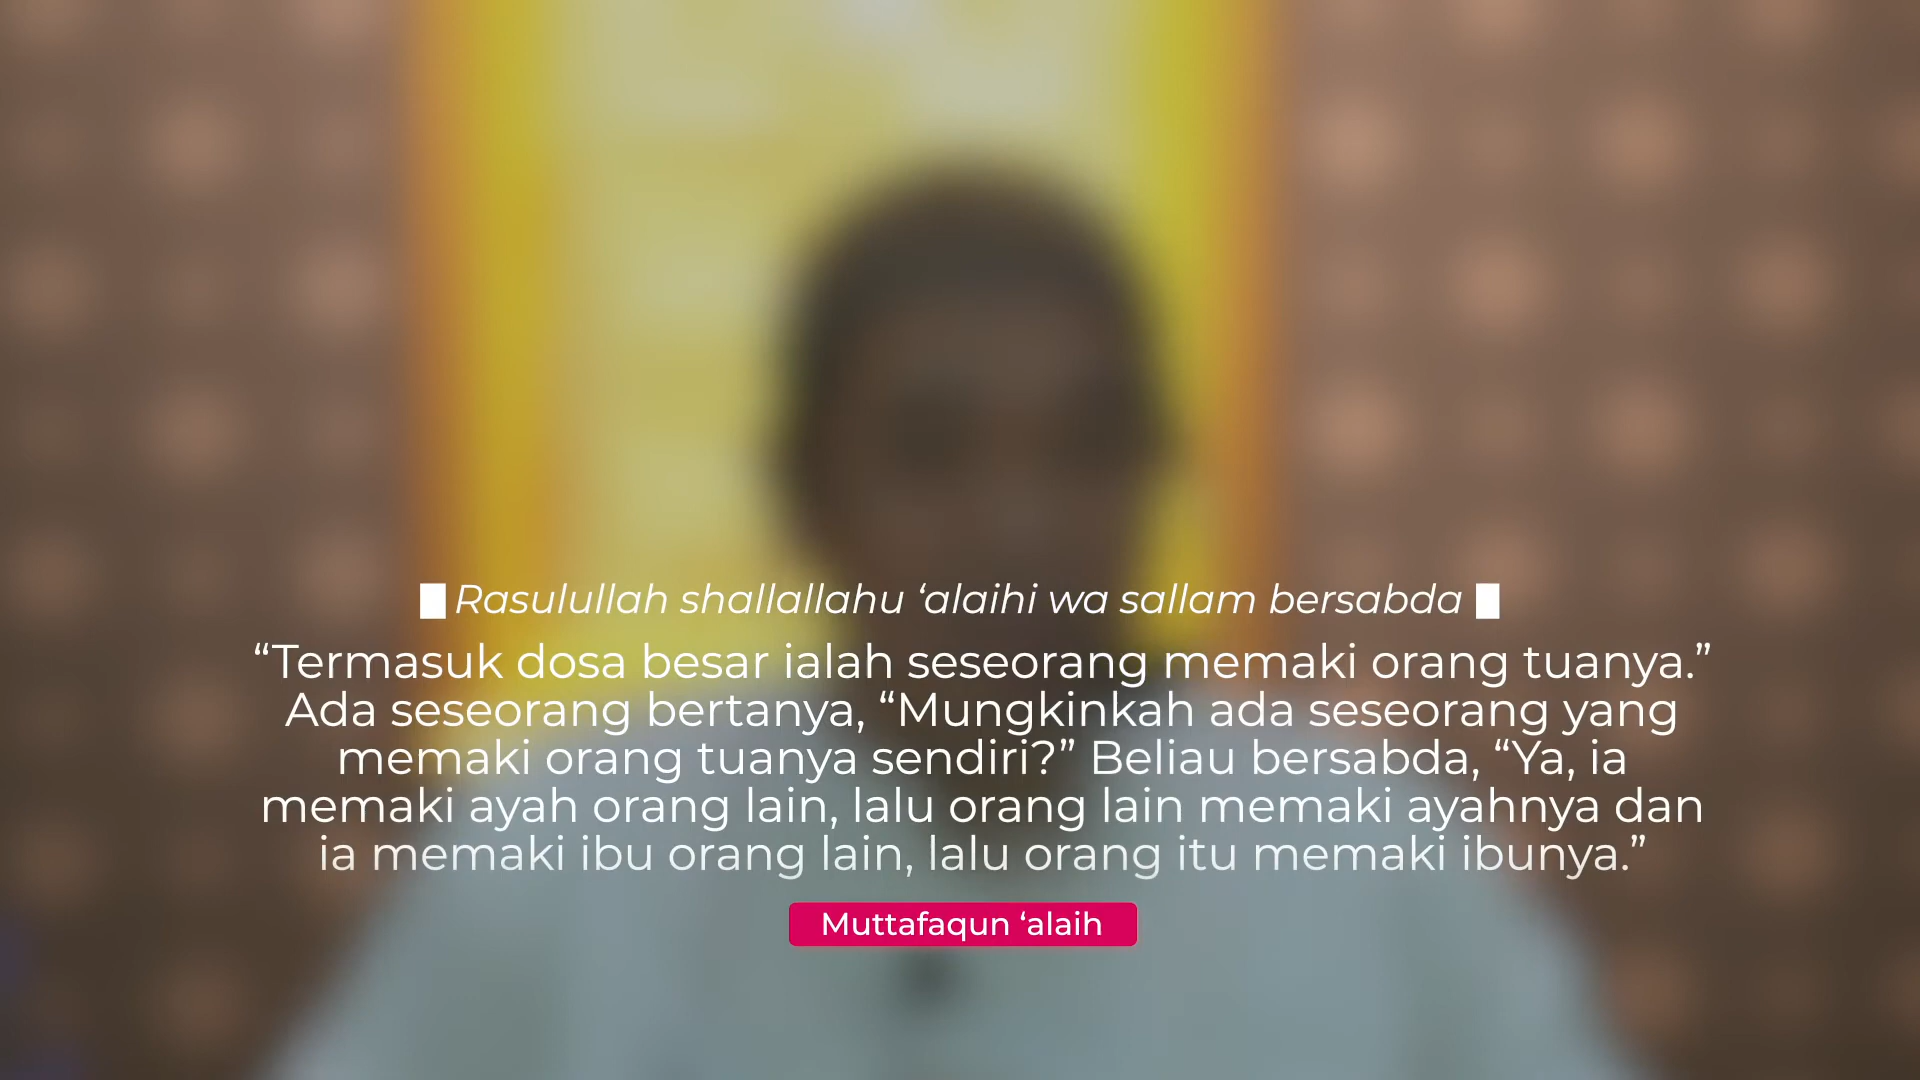 Rasulullah shallallahu ‘alaihi wa sallam bersabda
“Termasuk dosa besar ialah seseorang memaki orang tuanya.”
Ada seseorang bertanya, “Mungkinkah ada seseorang yang
memaki orang tuanya sendiri?” Beliau bersabda, “Ya, ia
memaki ayah orang lain, lalu orang lain memaki ayahnya dan
ia memaki ibu orang lain, lalu orang itu memaki ibunya.”
Muttafaqun ‘alaih